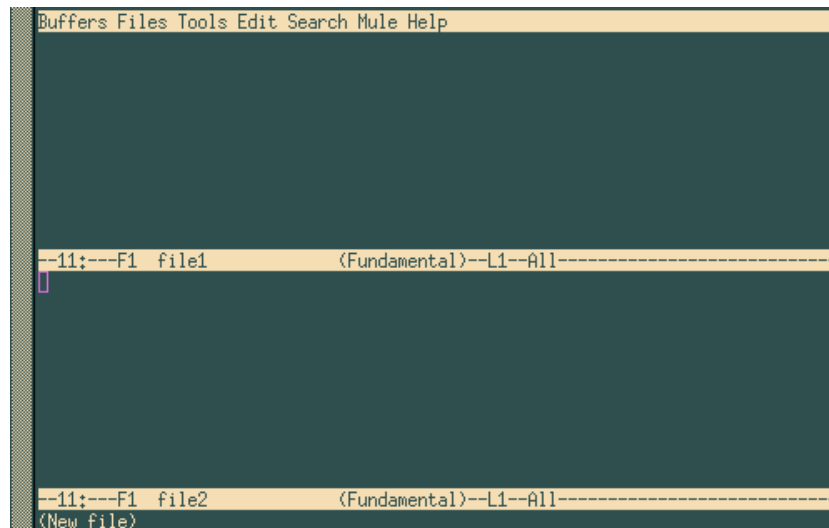 Buffers Files Tools Edit Search Mule Help
--11:---F1  file1             (Fundamental)--L1--All---------------------------------
--11:---F1  file2             (Fundamental)--L1--All---------------------------------
(New file)